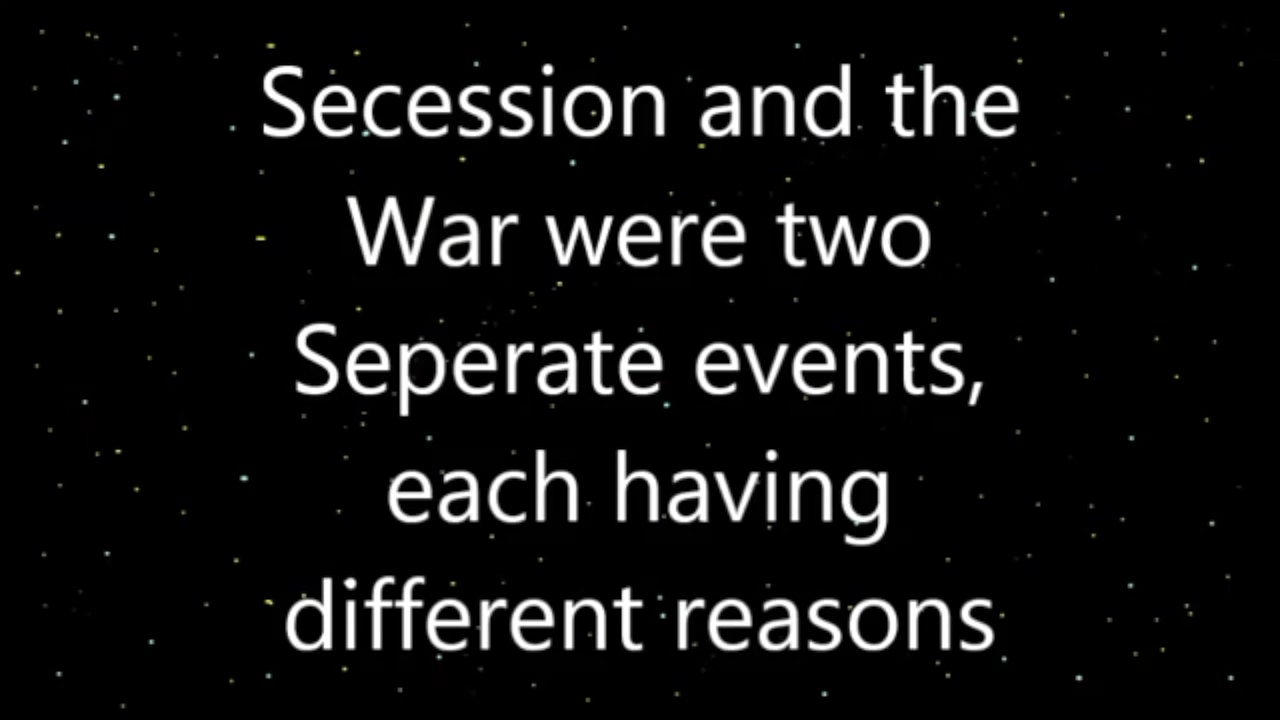 Secession and the
War were two
Seperate events,
each having
different reasons